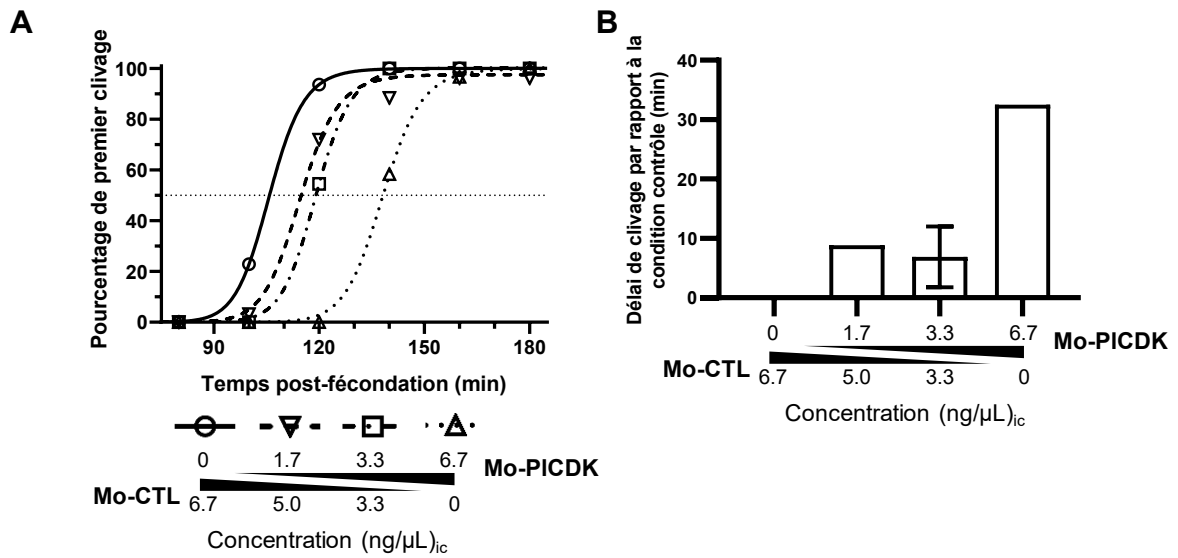 A
Pourcentage de premier clivage
100
80
60
40
20
0
90
120
150
180
Temps post-fécondation (min)
0
1.7
3.3
6.7
Mo-PICDK
Mo-CTL
6.7
5.0
3.3
0
Concentration (ng/µL)ic
B
Délai de clivage par rapport à la
condition contrôle (min)
40
30
20
10
0
0
1.7
3.3
6.7
Mo-PICDK
Mo-CTL
6.7
5.0
3.3
0
Concentration (ng/µL)ic